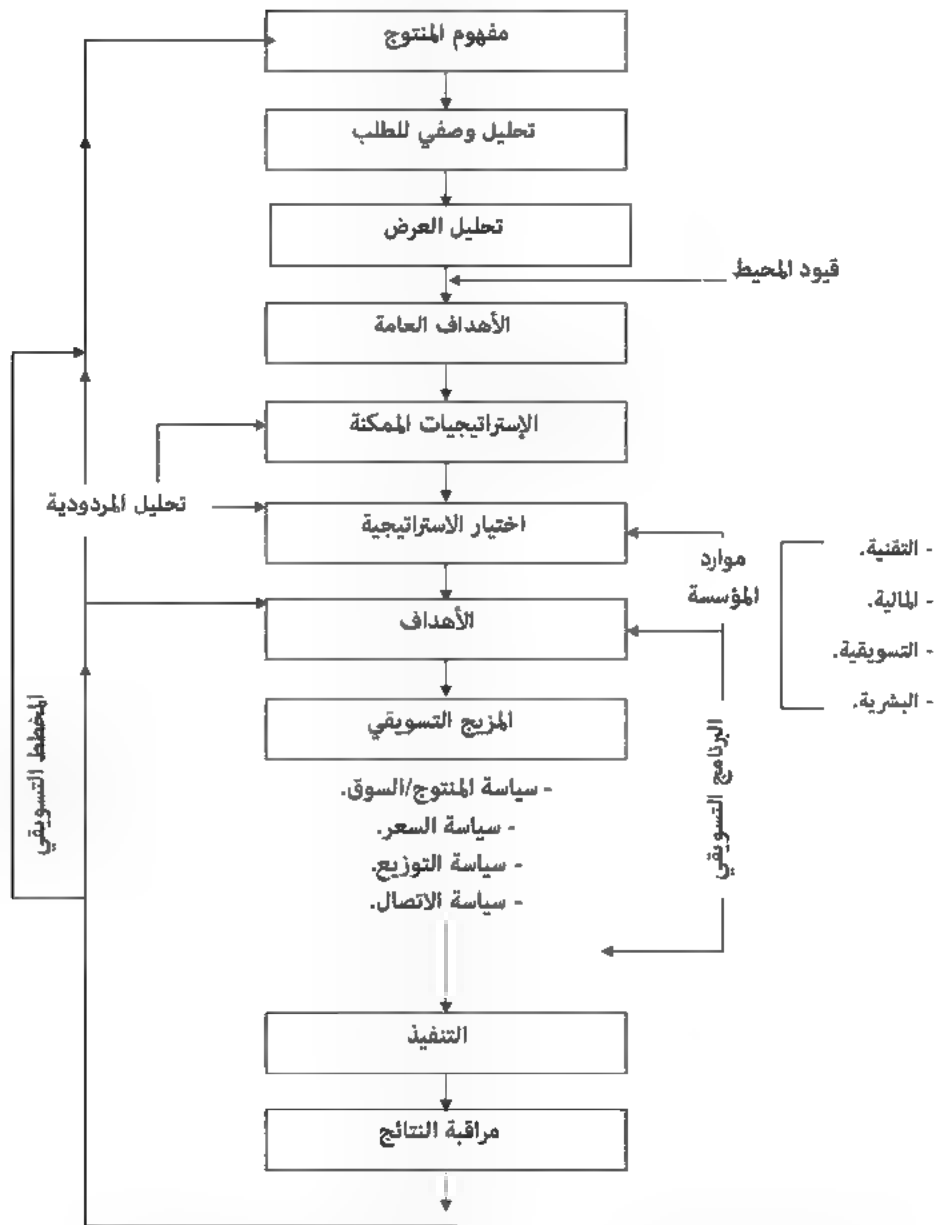 مفهوم المنتوج
تحليل وصفي للطلب
تحليل العرض
قيود المحيط
الأهداف العامة
الإستراتيجيات الممكنة
تحليل المردودية
اختيار الاستراتيجية
موارد
المؤسسة
- التقنية.
- المالية.
- التسويقية.
- البشرية.
الأهداف
المزيج التسويقي
المخطط التسويقي
البرنامج التسويقي
- سياسة المنتوج/السوق.
- سياسة السعر.
- سياسة التوزيع.
- سياسة الاتصال.
التنفيذ
مراقبة النتائج